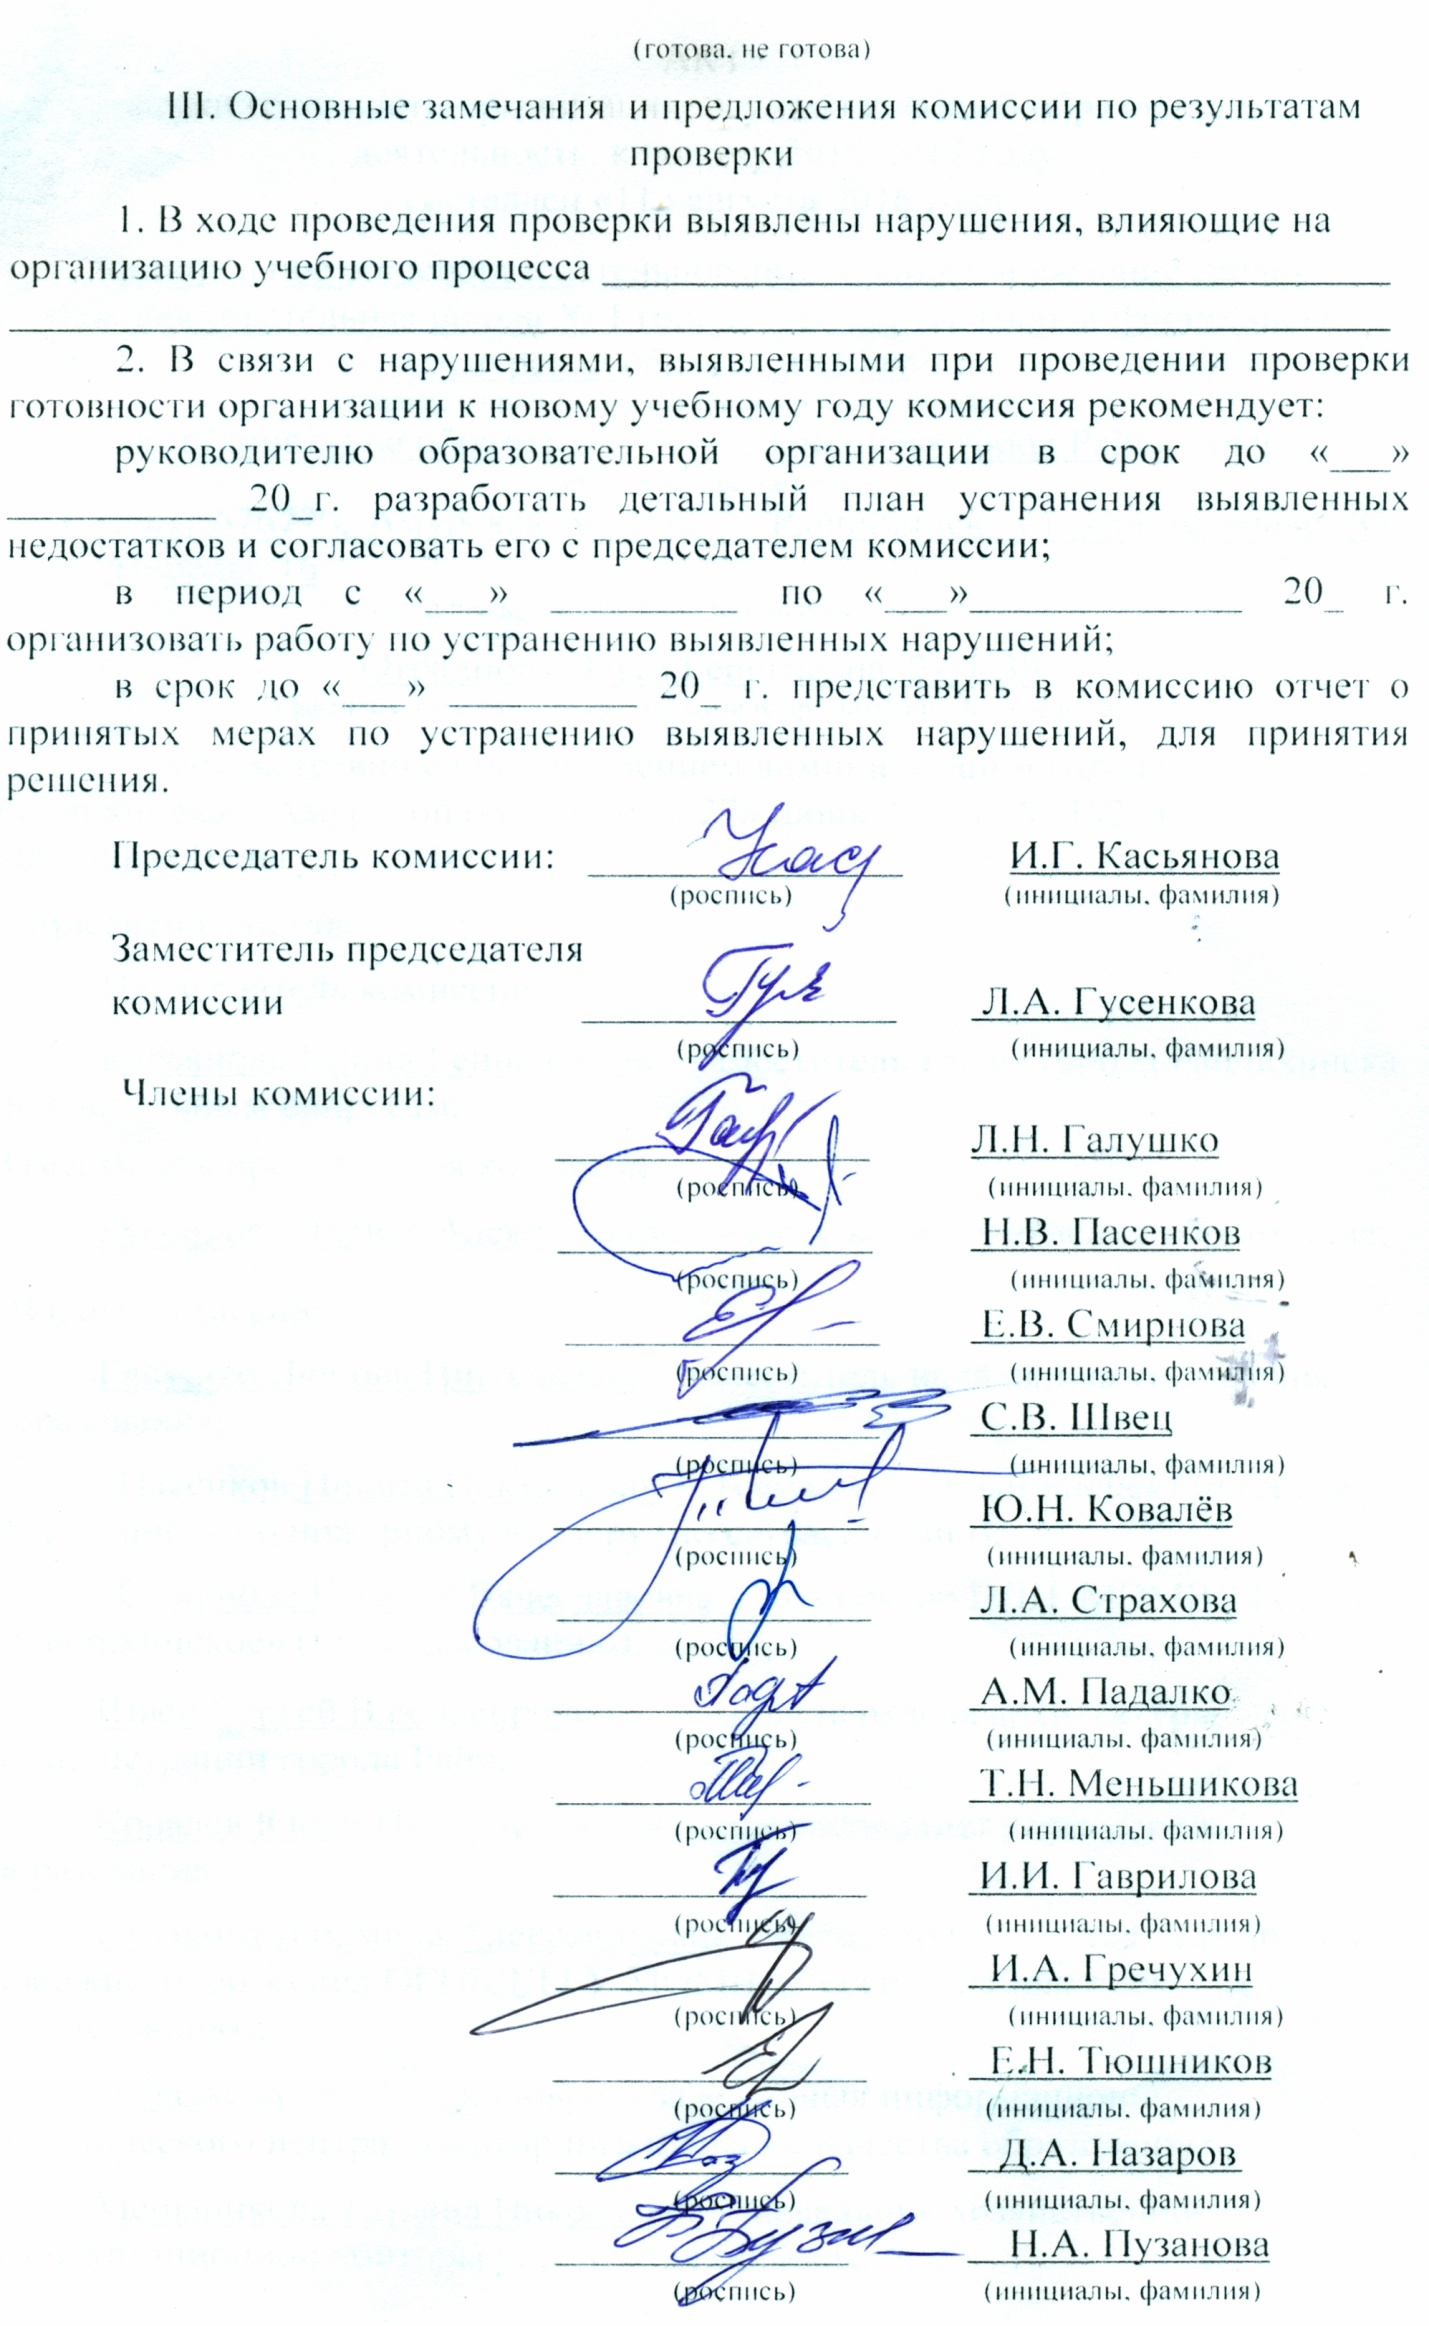 (готова, не готова)
III. Основные замечания и предложения комиссии по результатам
проверки
1. В ходе проведения проверки выявлены нарушения, влияющие на
организацию учебного процесса
2. В связи с нарушениями, выявленными при проведении проверки
готовности организации к новому учебному году комиссия рекомендует:
руководителю образовательной организации в срок до «___»
__________ 20_г. разработать детальный план устранения выявленных
недостатков и согласовать его с председателем комиссии;
в период с «___» _________ по «___»_____________ 20_ г.
организовать работу по устранению выявленных нарушений;
в срок до «___» _________ 20_ г. представить в комиссию отчет о
принятых мерах по устранению выявленных нарушений, для принятия
решения.
Председатель комиссии: И.Г. Касьянова
(роспись) (инициалы, фамилия)
Заместитель председателя
комиссии Л.А. Гусенкова
(роспись) (инициалы, фамилия)
Члены комиссии:
Л.Н. Галушко
(роспись) (инициалы, фамилия)
Н.В. Пасенков
(роспись) (инициалы, фамилия)
Е.В. Смирнова
(роспись) (инициалы, фамилия)
С.В. Швец
(роспись) (инициалы, фамилия)
Ю.Н. Ковалёв
(роспись) (инициалы, фамилия)
Л.А. Страхова
(роспись) (инициалы, фамилия)
А.М. Падалко
(роспись) (инициалы, фамилия)
Т.Н. Меньшикова
(роспись) (инициалы, фамилия)
И.И. Гаврилова
(роспись) (инициалы, фамилия)
И.А. Гречухин
(роспись) (инициалы, фамилия)
Е.Н. Тюшников
(роспись) (инициалы, фамилия)
Д.А. Назаров
(роспись) (инициалы, фамилия)
Н.А. Пузанова
(роспись) (инициалы, фамилия)